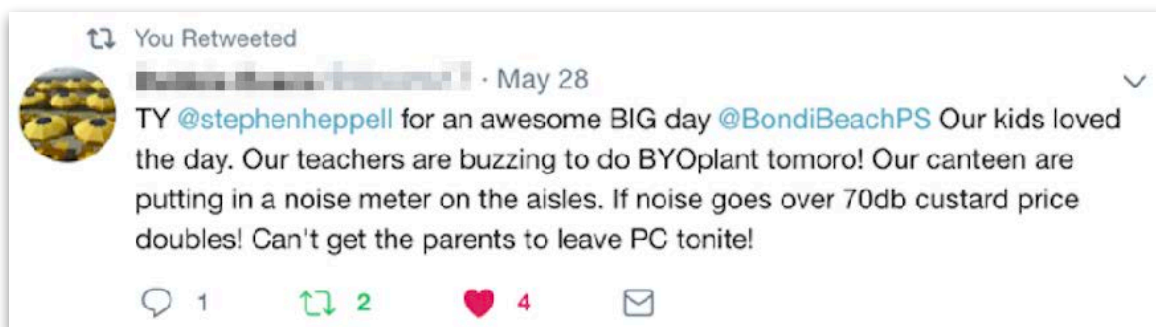 You Retweeted
· May 28
TY @stephenheppell for an awesome BIG day @BondiBeachPS Our kids loved
the day. Our teachers are buzzing to do BYOplant tomoro! Our canteen are
putting in a noise meter on the aisles. If noise goes over 70db custard price
doubles! Can't get the parents to leave PC tonite!
1 2 4